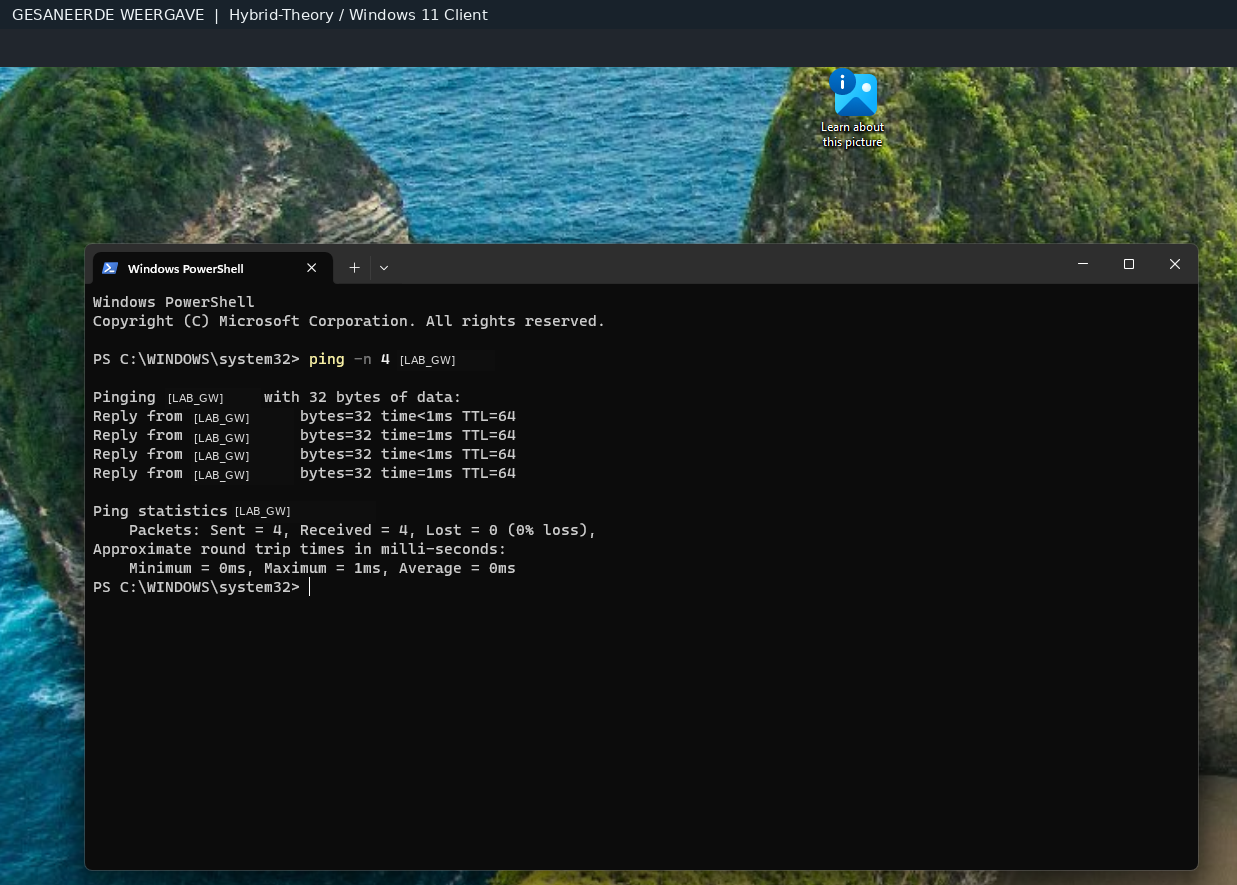 GESANEERDE WEERGAVE | Hybrid-Theory / Windows 11 Client
Learn about
this picture
Windows PowerShell
Windows PowerShell
Copyright (C) Microsoft Corporation. All rights reserved.
PS C:\WINDOWS\system32> ping -n 4 [LAB_GW]
Pinging [LAB_GW] with 32 bytes of data:
Reply from [LAB_GW] bytes=32 time<1ms TTL=64
Reply from [LAB_GW] bytes=32 time=1ms TTL=64
Reply from [LAB_GW] bytes=32 time<1ms TTL=64
Reply from [LAB_GW] bytes=32 time=1ms TTL=64
Ping statistics [LAB_GW]
Packets: Sent = 4, Received = 4, Lost = 0 (0% loss),
Approximate round trip times in milli-seconds:
Minimum = 0ms, Maximum = 1ms, Average = 0ms
PS C:\WINDOWS\system32>